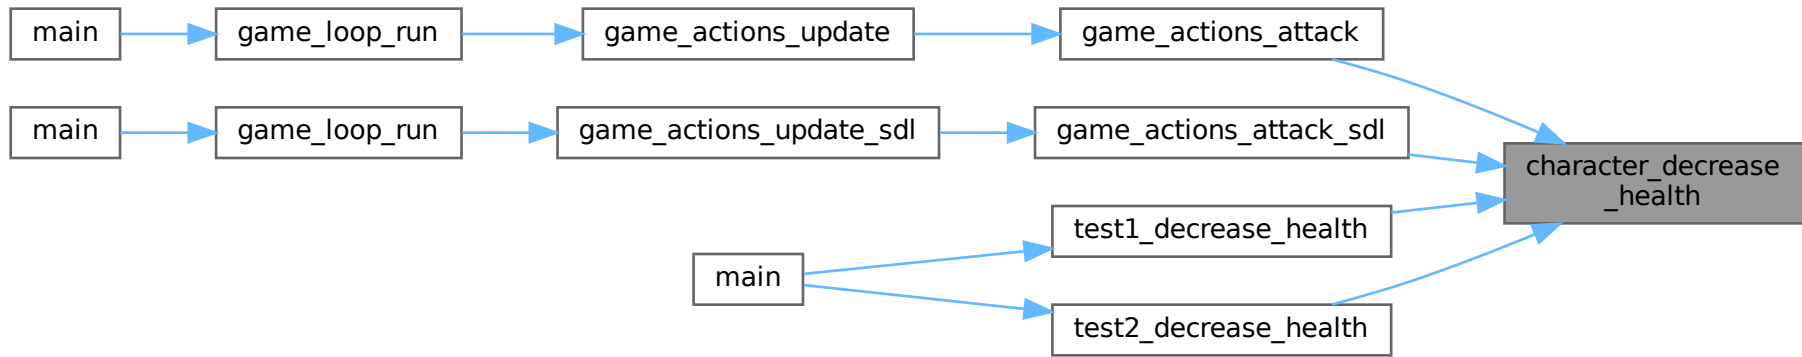 main
game_loop_run
game_actions_update
game_actions_attack
main
game_loop_run
game_actions_update_sdl
game_actions_attack_sdl
character_decrease
_health
test1_decrease_health
main
test2_decrease_health